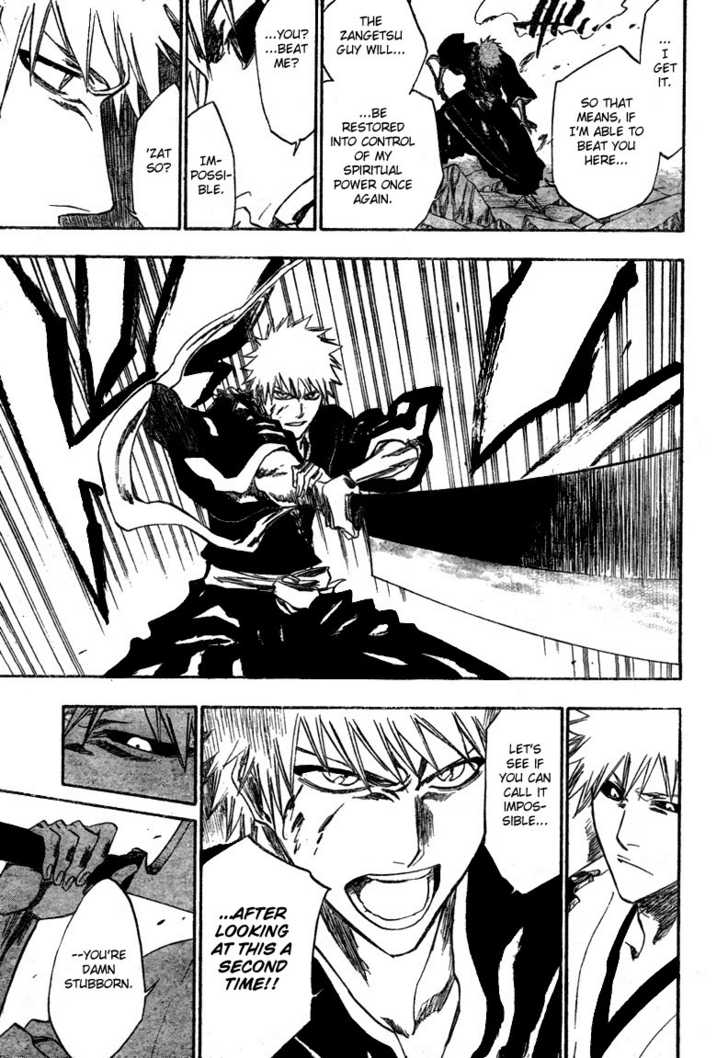 ...
I
GET
IT.
SO THAT
MEANS, IF
I'M ABLE TO
BEAT YOU
HERE...
THE
ZANGETSU
GUY WILL...
...BE
RESTORED
INTO CONTROL
OF MY
SPIRITUAL
POWER ONCE
AGAIN.
...YOU?
...BEAT
ME?
IM-
POSSI-
BLE.
'ZAT
SO?
LET'S
SEE IF
YOU CAN
CALL IT
IMPOS-
SIBLE...
...AFTER
LOOKING
AT THIS A
SECOND
TIME!!
--YOU'RE
DAMN
STUBBORN.